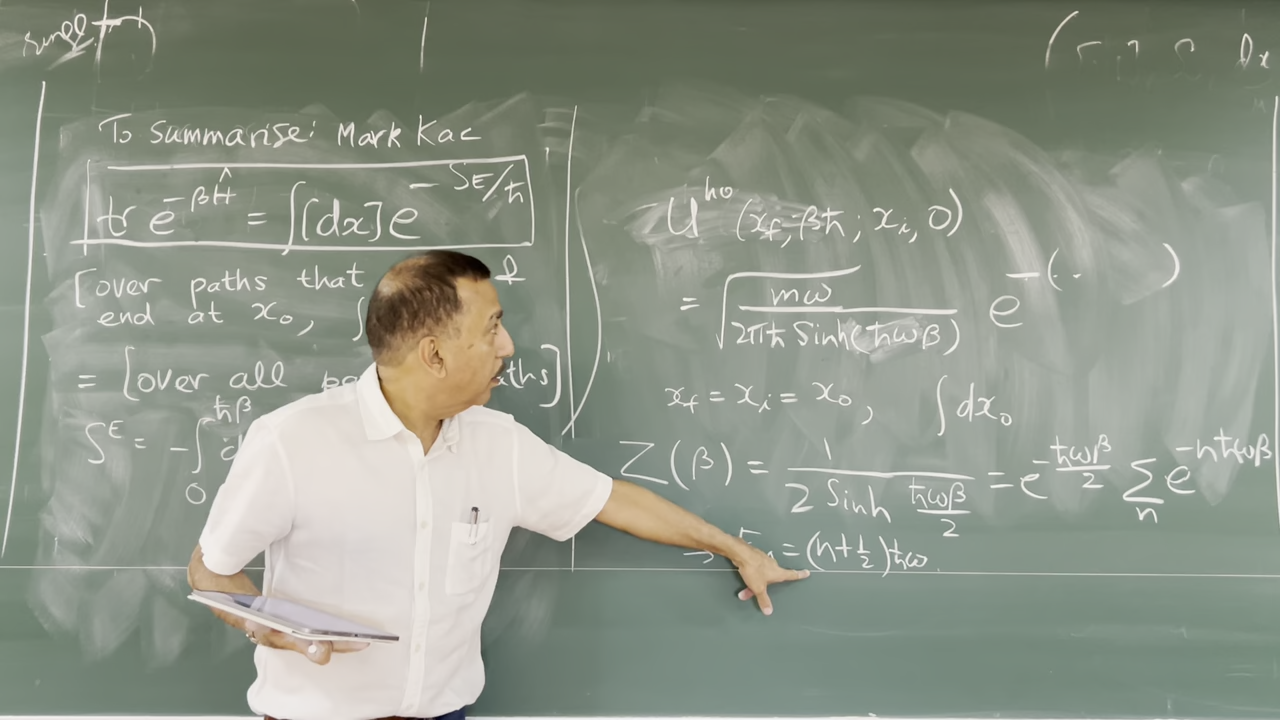 To Summarise: Mark Kac
tr e^{-βĤ} = ∫[dx] e^{-S_E/ħ}
[over paths that
end at x₀, ∫
= [over all
S^E = -∫₀^{ħβ} d
U^{ho} (x_f, βħ; x_i, 0)
= √(mω / 2πħ Sinh(ħωβ)) e^{-(..  )}
x_f = x_i = x₀, ∫dx₀
Z(β) = 1 / (2 Sinh ħωβ/2) = e^{-ħωβ/2} Σ_n e^{-nħωβ}
→ = (n+½)ħω